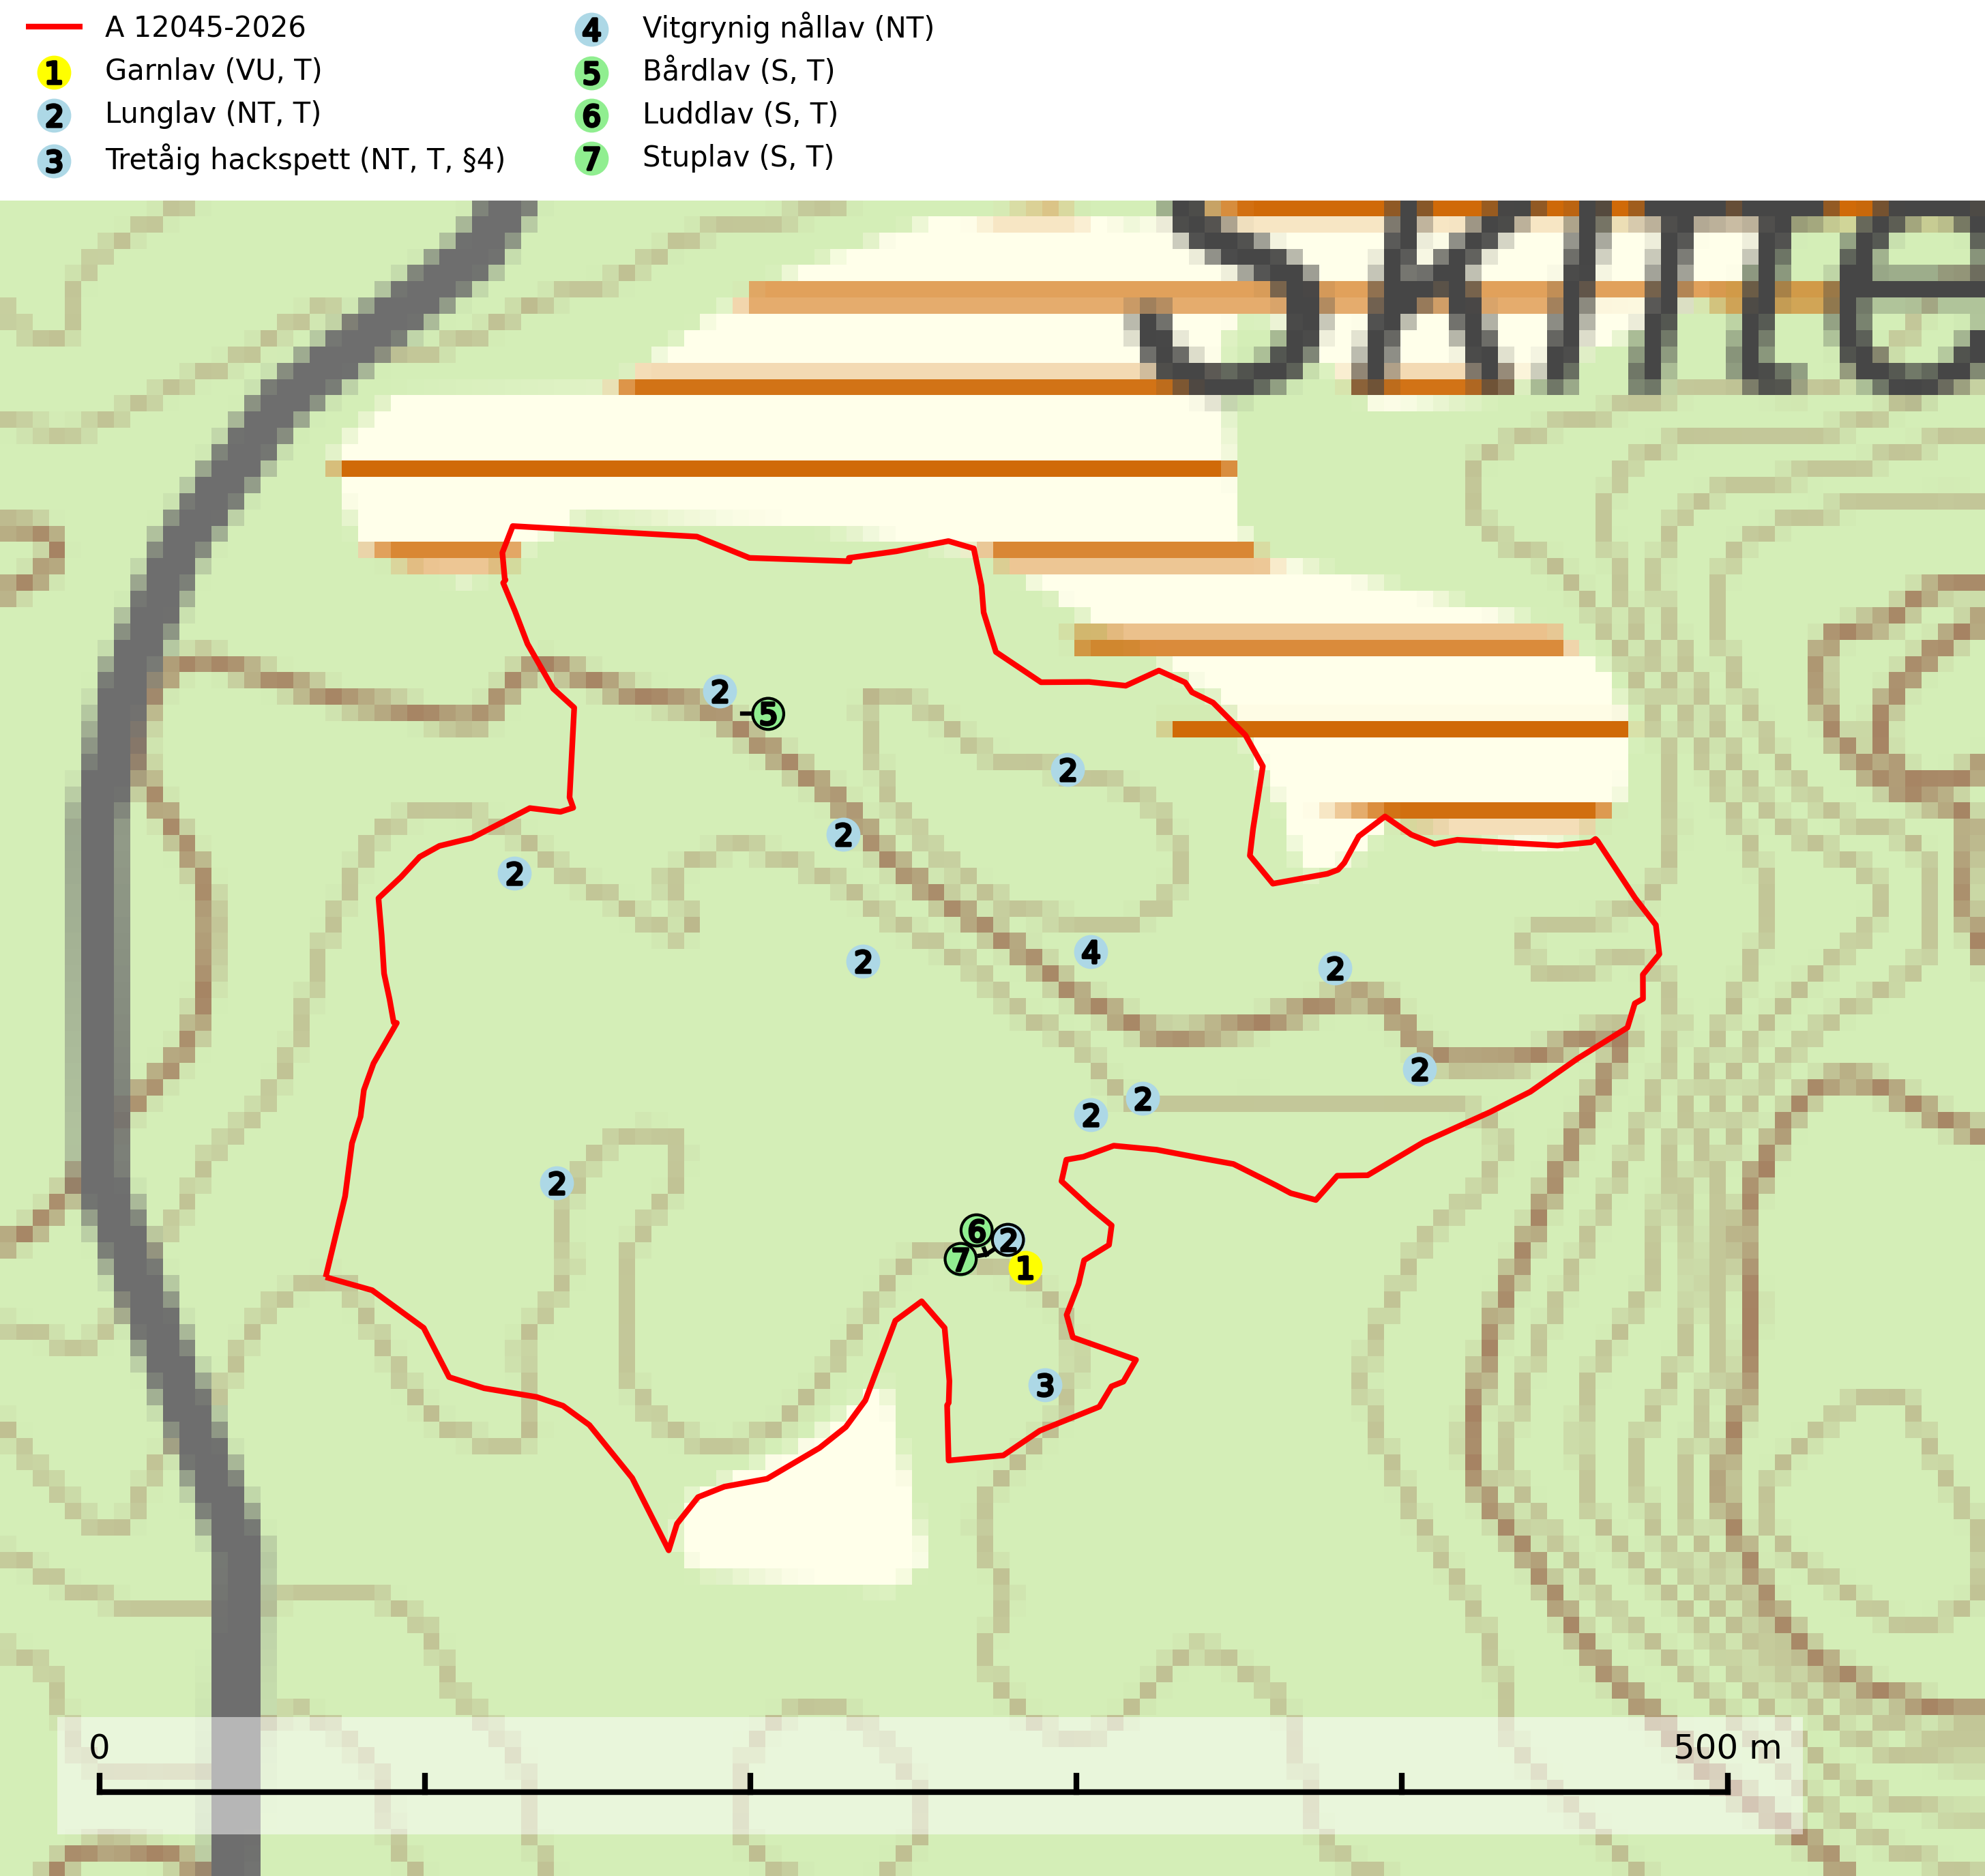 A 12045-2026
1 Garnlav (VU, T)
2 Lunglav (NT, T)
3 Tretåig hackspett (NT, T, §4)
4 Vitgrynig nållav (NT)
5 Bårdlav (S, T)
6 Luddlav (S, T)
7 Stuplav (S, T)
2
5
2
2
2
2
4
2
2
2
2
2
6
2
7
1
3
0
500 m